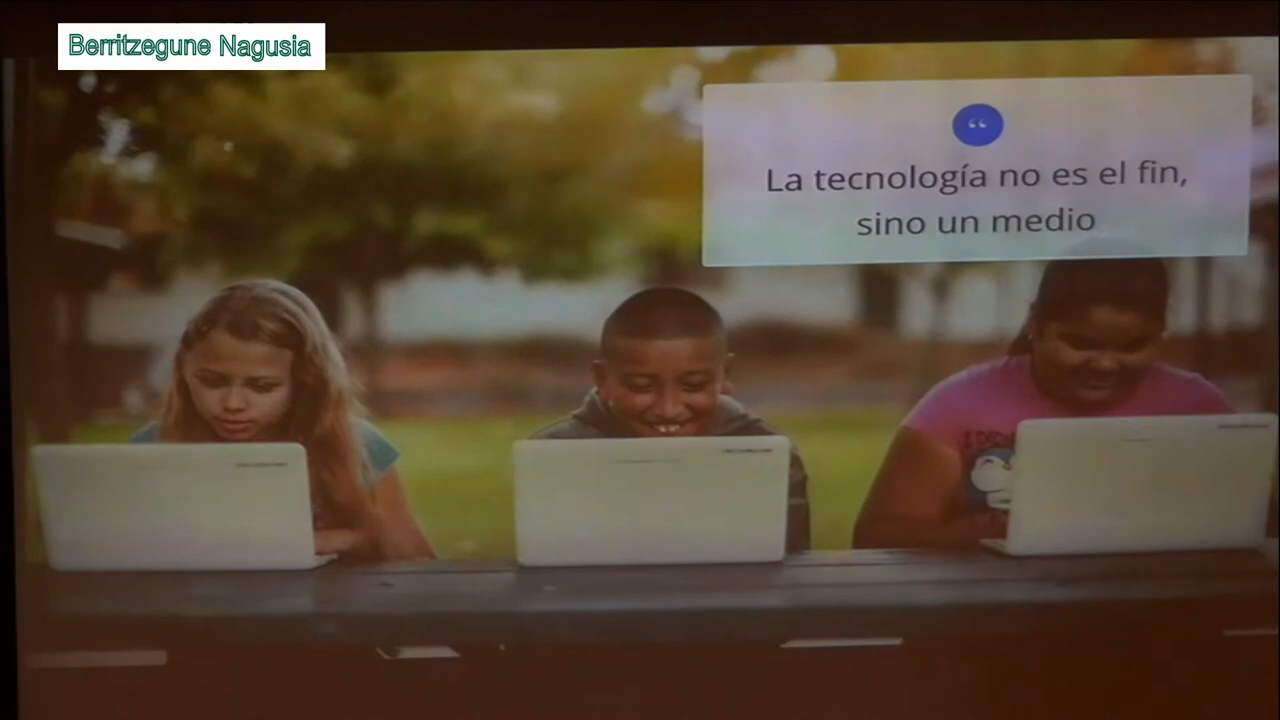 Berritzegune Nagusia
“
La tecnología no es el fin,
sino un medio